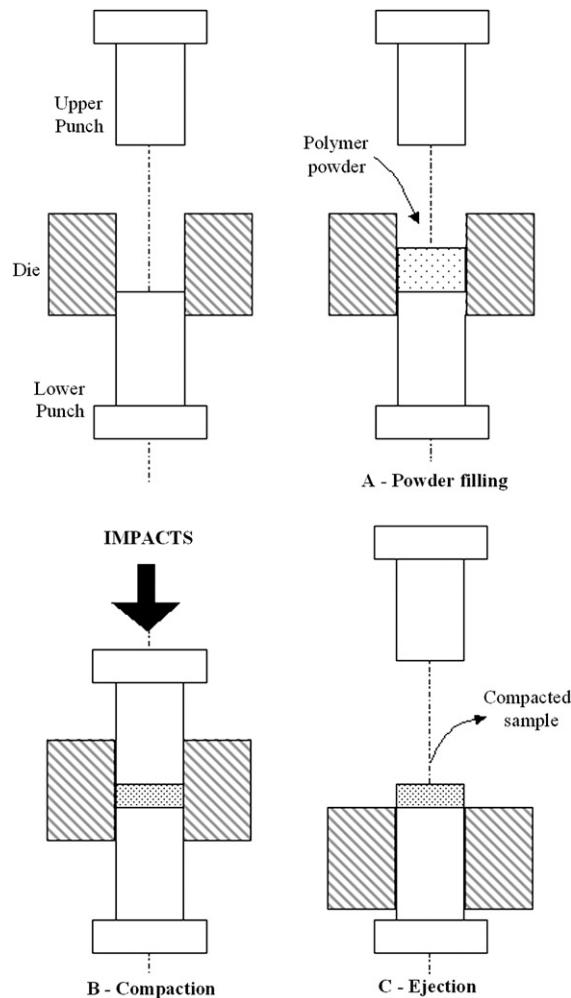 Upper
Punch
Polymer
powder
Die
Lower
Punch
A - Powder filling
IMPACTS
Compacted
sample
B - Compaction
C - Ejection